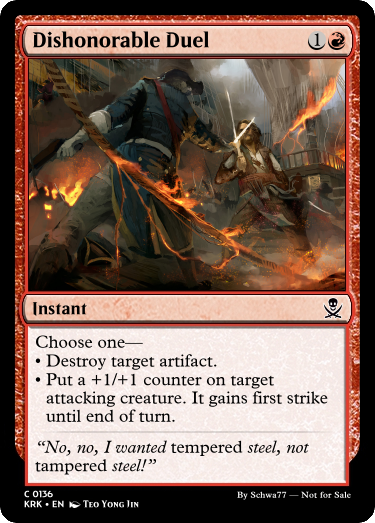 Dishonorable Duel 1
Instant
Choose one—
• Destroy target artifact.
• Put a +1/+1 counter on target
attacking creature. It gains first strike
until end of turn.
“No, no, I wanted tempered steel, not
tampered steel!”
C 0136
KRK • EN Teo Yong Jin
By Schwa77 — Not for Sale